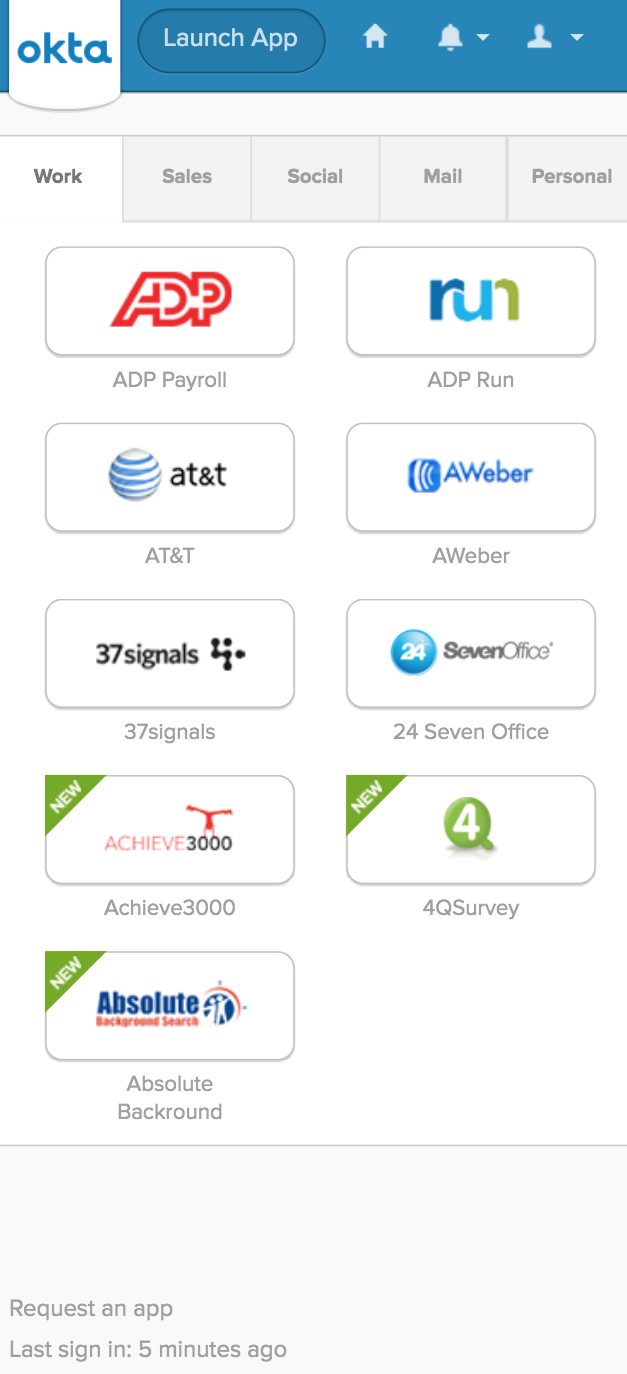 okta
Launch App
Work
Sales
Social
Mail
Personal
ADP
ADP Payroll
run
ADP Run
at&t
AT&T
AWeber
AWeber
37signals
37signals
24 SevenOffice
24 Seven Office
NEW
ACHIEVE3000
Achieve3000
NEW
4
4QSurvey
NEW
Absolute
Background Search
Absolute
Backround
Request an app
Last sign in: 5 minutes ago